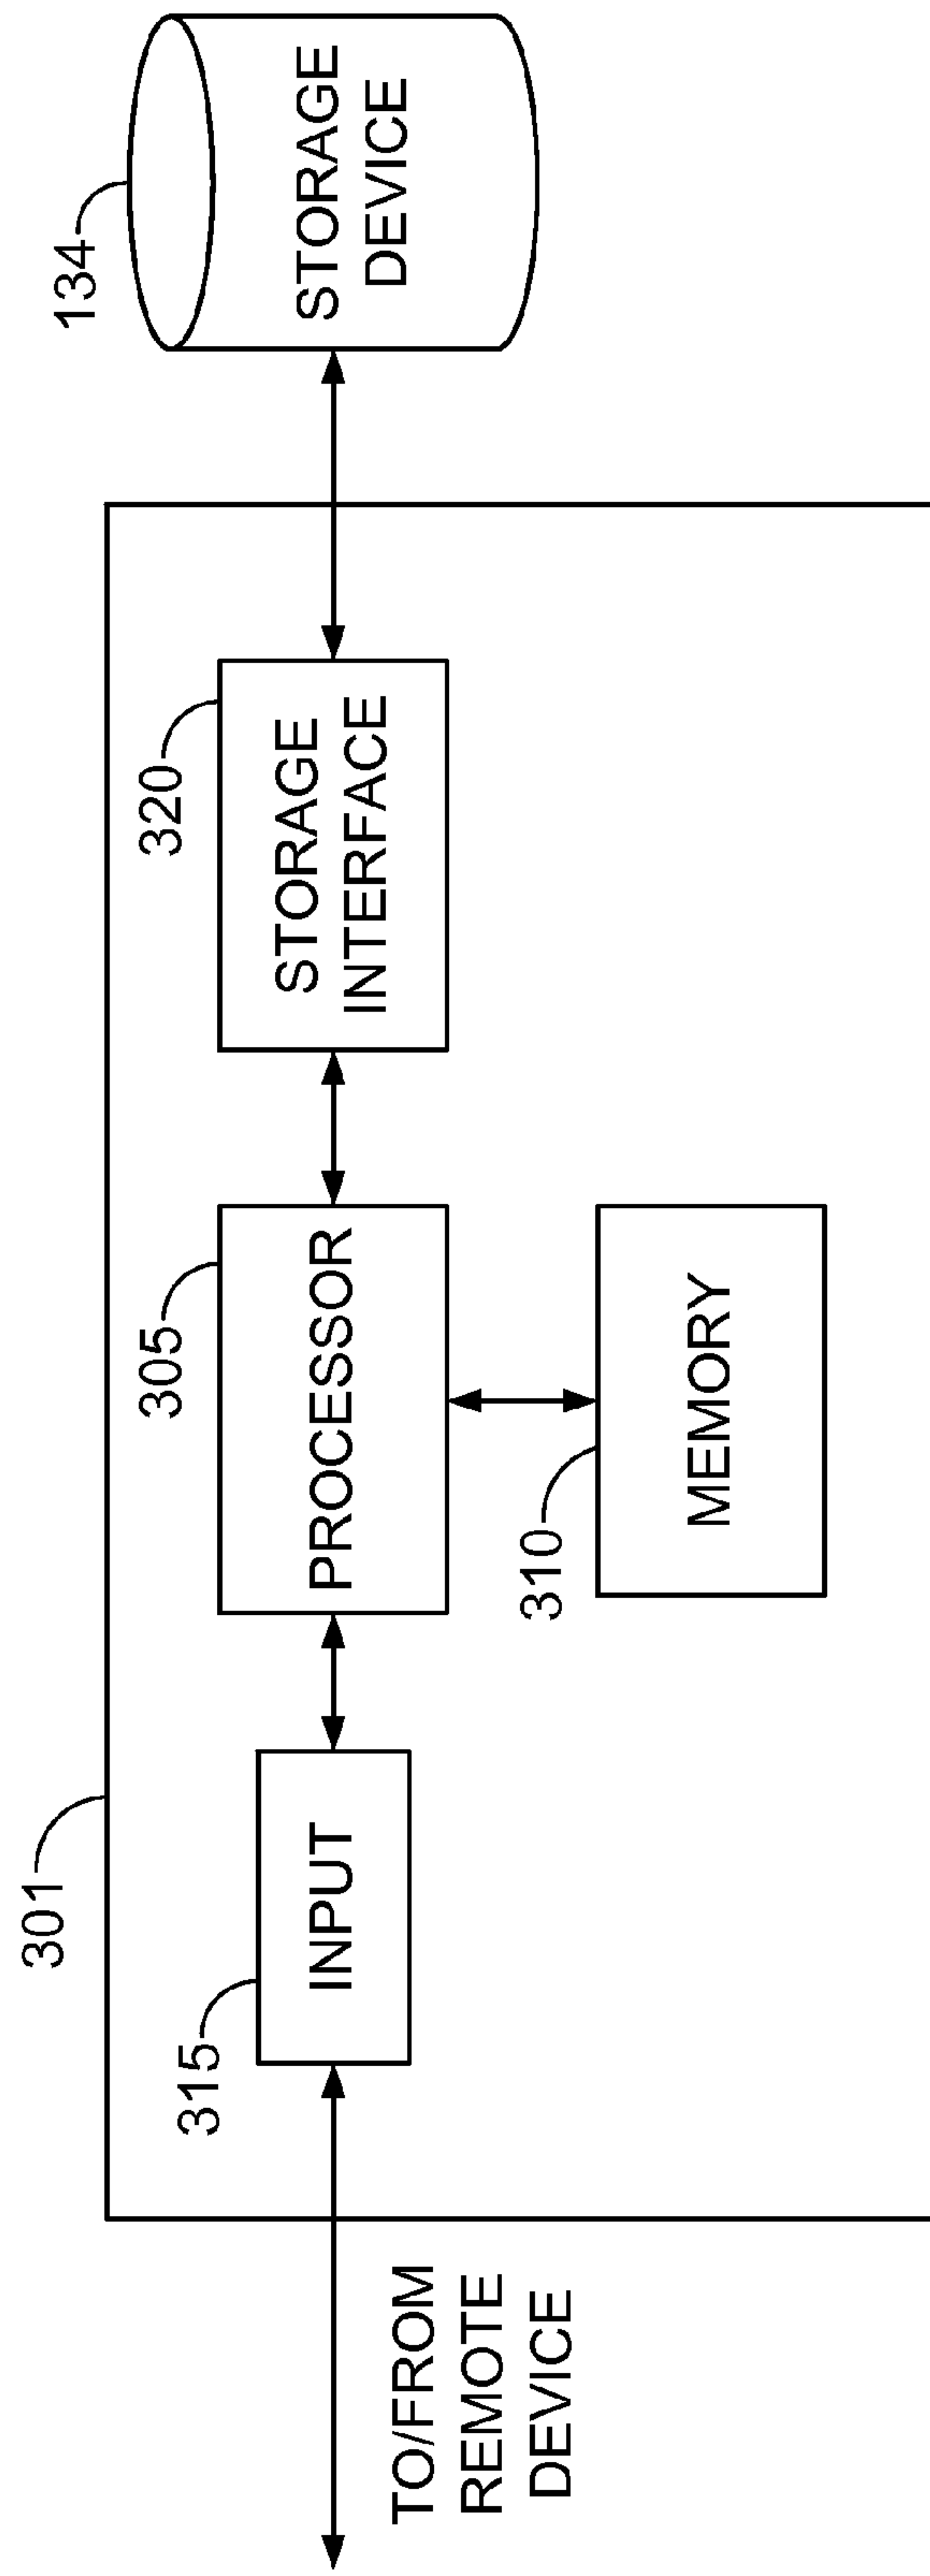 301
315
INPUT
TO/FROM
REMOTE
DEVICE
305
PROCESSOR
310
MEMORY
320
STORAGE
INTERFACE
134
STORAGE
DEVICE